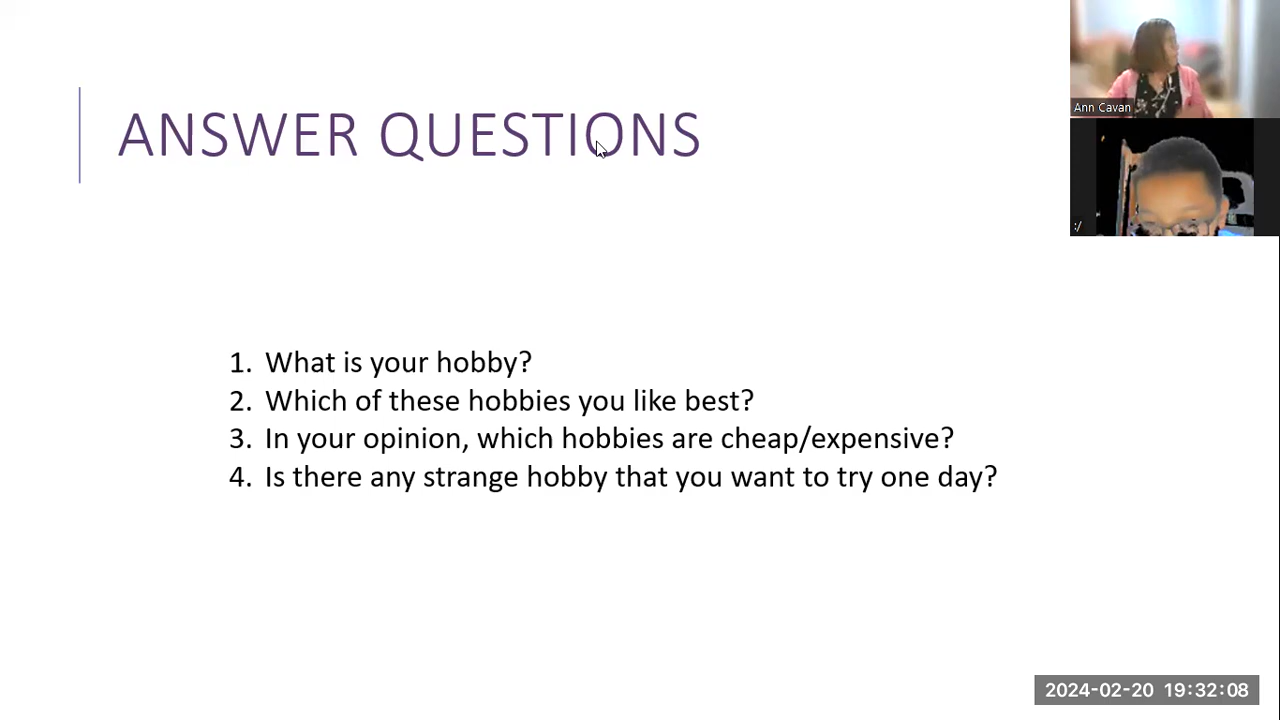 ANSWER QUESTIONS
1. What is your hobby?
2. Which of these hobbies you like best?
3. In your opinion, which hobbies are cheap/expensive?
4. Is there any strange hobby that you want to try one day?
Ann Cavan
:/
2024-02-20 19:32:08